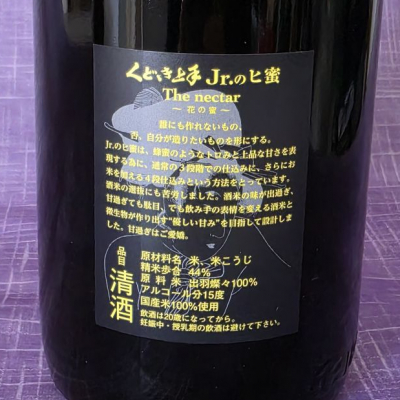 くどき上手 Jr.のヒ蜜
The nectar
～ 花の蜜 ～
誰にも作れないもの、
否、自分が造りたいものを形にする。
Jr.のヒ蜜は、蜂蜜のようなトロみと上品な甘さを表
現する為に、通常の3段階での仕込みに、さらにお
米を加える4段仕込みという方法をとっています。
酒米の選抜にも苦労しました。酒米の味が出過ぎ、
甘過ぎても駄目、でも飲み手の表情を変える酒米と
微生物が作り出す"優しい甘み"を目指して設計しま
した。甘過ぎはご愛嬌。
品目 清酒
原材料名 米、米こうじ
精米歩合 44%
原料米 出羽燦々100%
アルコール分15度
国産米100%使用
飲酒は20歳になってから。
妊娠中・授乳期の飲酒は避けて下さい。